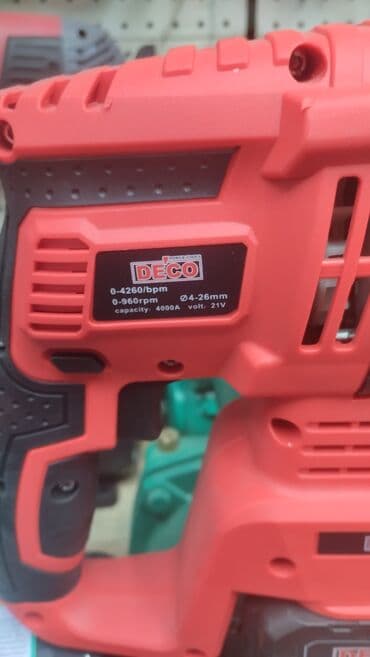 DECO
0-4260/bpm
0-960rpm Ø4-26mm
capacity: 4000A volt. 21V